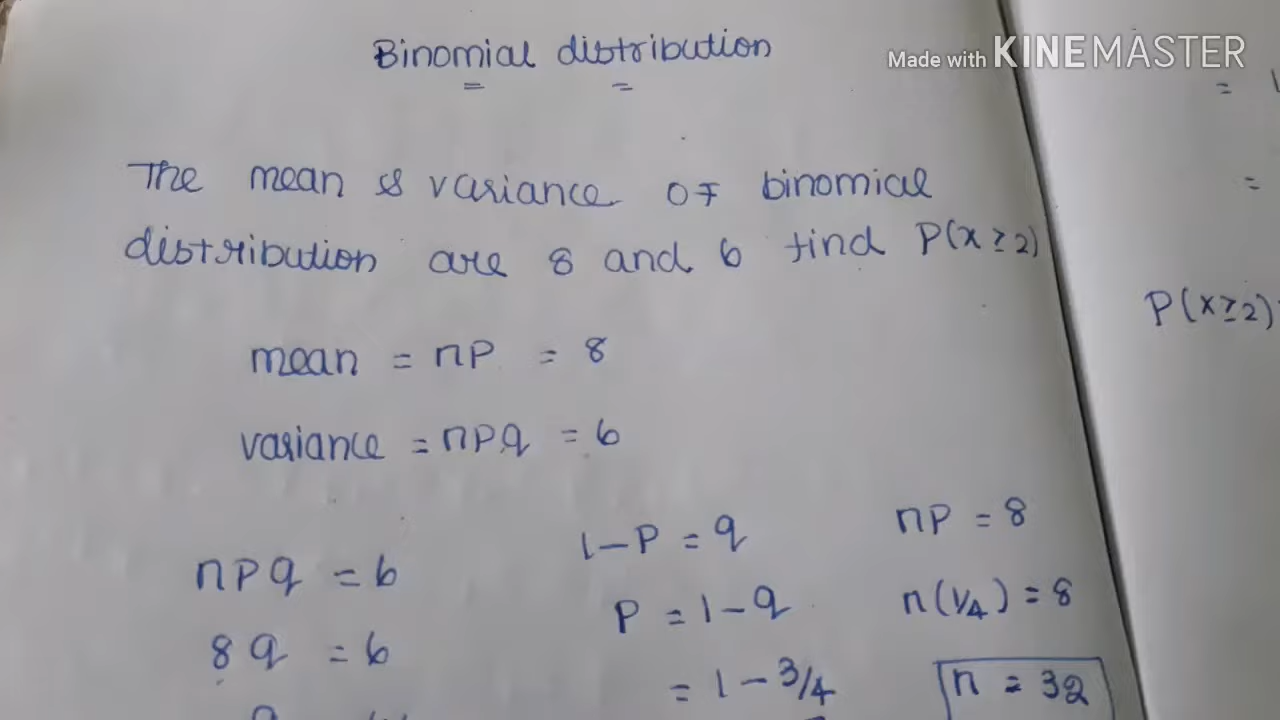 Binomial distribution
Made with KINEMASTER
The mean & variance of binomial
distribution are 8 and 6 find P(x ≥ 2)
mean = np = 8
variance = npq = 6
npq = 6
8q = 6
1-P = q
P = 1-q
= 1 - 3/4
np = 8
n(1/4) = 8
n = 32
=
=
P(x≥2)